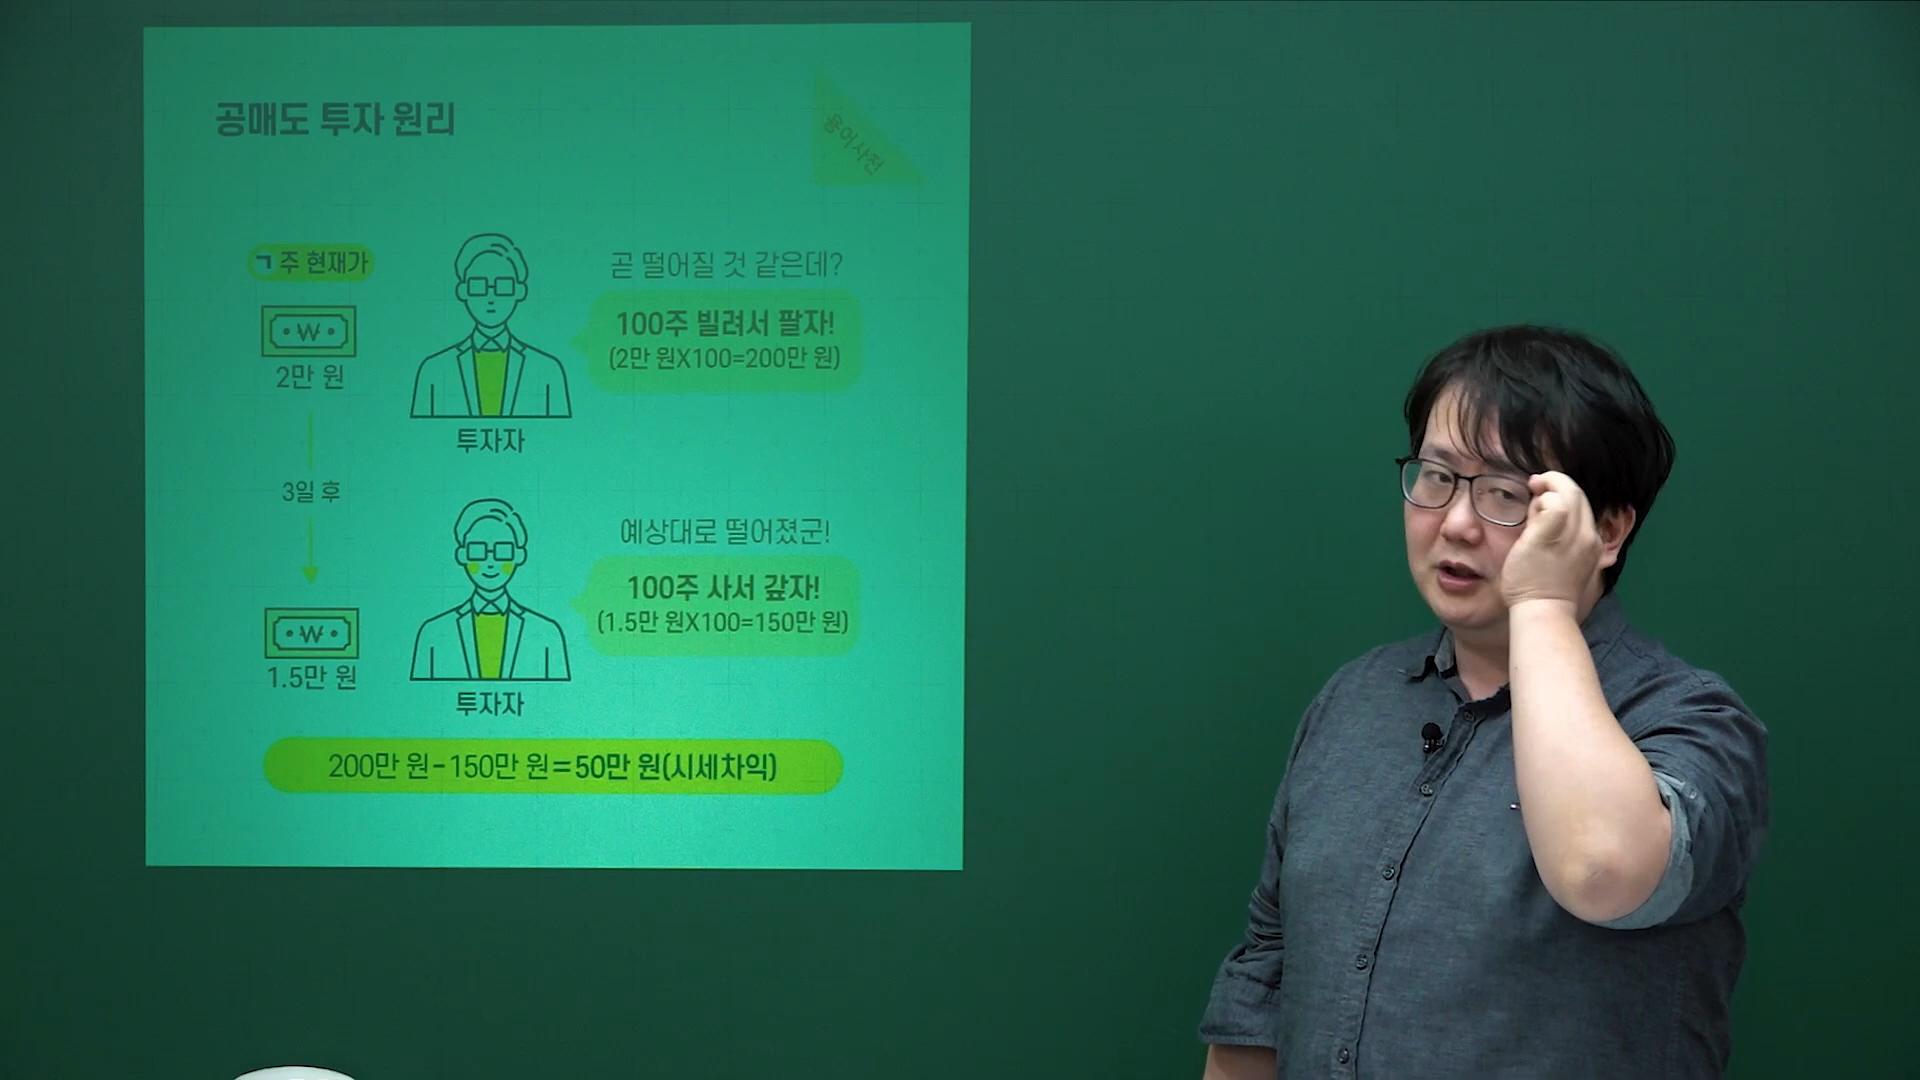 공매도 투자 원리
용어사전
ㄱ 주 현재가
곧 떨어질 것 같은데?
100주 빌려서 팔자!
(2만 원X100=200만 원)
W
2만 원
투자자
3일 후
예상대로 떨어졌군!
100주 사서 갚자!
(1.5만 원X100=150만 원)
W
1.5만 원
투자자
200만 원-150만 원=50만 원(시세차익)